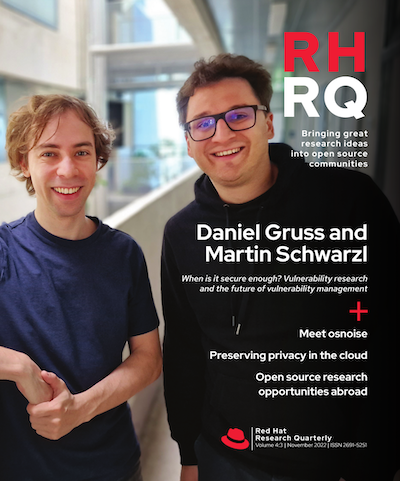 RH
RQ
Bringing great
research ideas
into open source
communities
Daniel Gruss and
Martin Schwarzl
When is it secure enough? Vulnerability research
and the future of vulnerability management
+
Meet osnoise
Preserving privacy in the cloud
Open source research
opportunities abroad
Red Hat
Research Quarterly
Volume 4:3 | November 2022 | ISSN 2691-5251